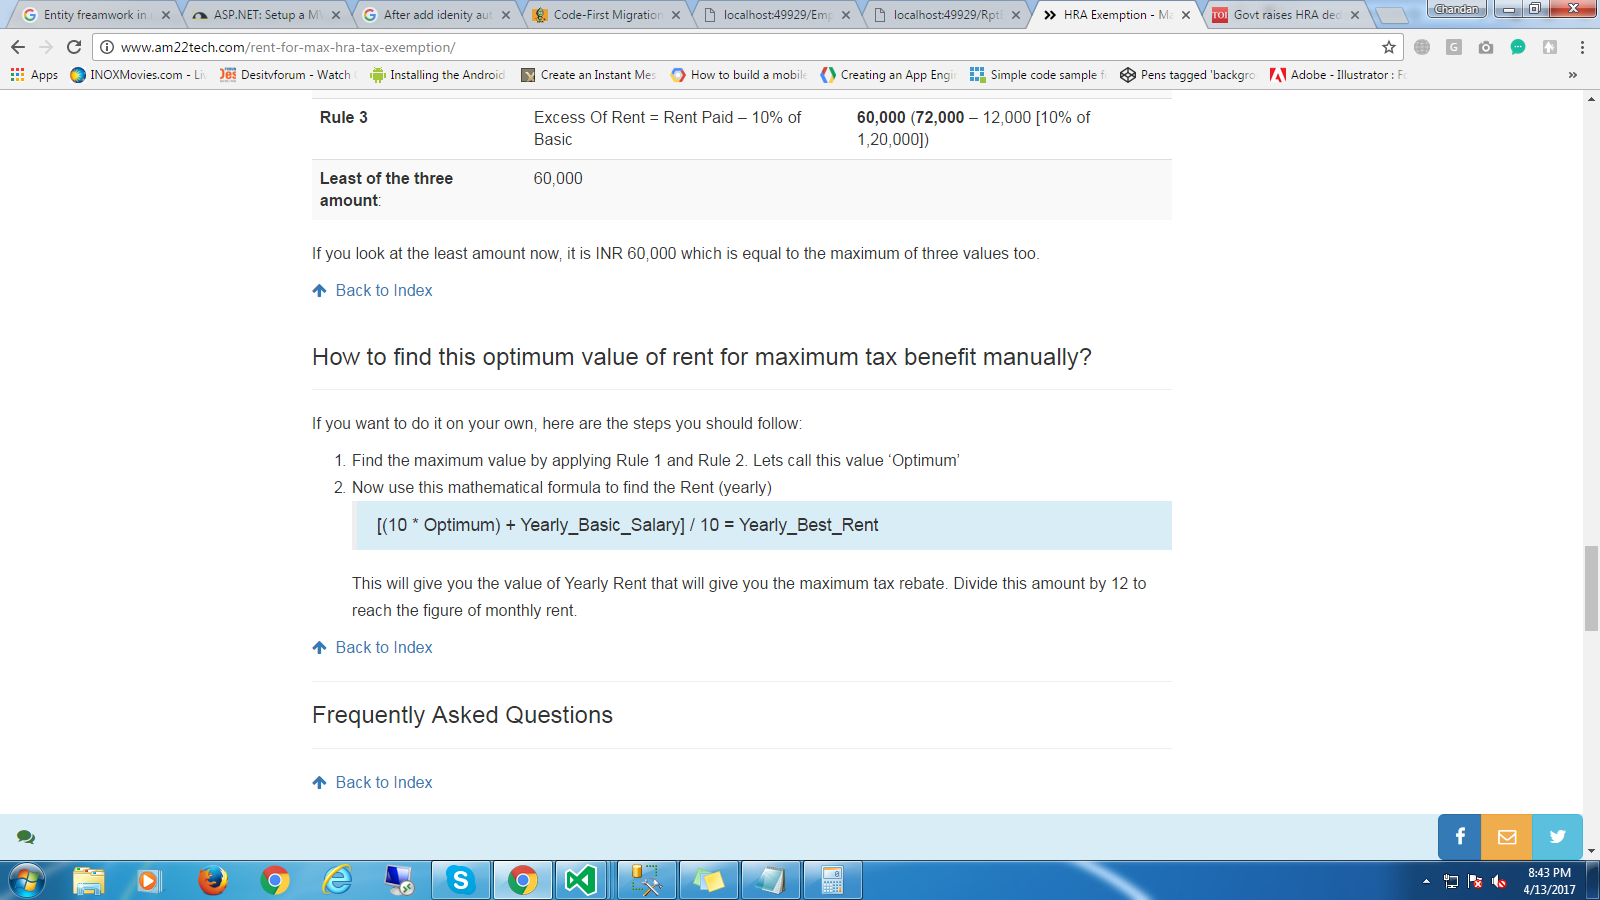 Entity freamwork in
ASP.NET: Setup a M
After add idenity aut
Code-First Migration
localhost:49929/Emp
localhost:49929/Rpt
HRA Exemption - Ma
TOI Govt raises HRA ded
Chandan
www.am22tech.com/rent-for-max-hra-tax-exemption/
Apps
INOXMovies.com - Liv
Desitvforum - Watch
Installing the Android
Create an Instant Mes
How to build a mobile
Creating an App Engi
Simple code sample f
Pens tagged 'backgro
Adobe - Illustrator : Fo
»
Rule 3 Excess Of Rent = Rent Paid – 10% of 60,000 (72,000 – 12,000 [10% of
Basic 1,20,000])
Least of the three 60,000
amount:
If you look at the least amount now, it is INR 60,000 which is equal to the maximum of three values too.
Back to Index
How to find this optimum value of rent for maximum tax benefit manually?
If you want to do it on your own, here are the steps you should follow:
1. Find the maximum value by applying Rule 1 and Rule 2. Lets call this value ‘Optimum’
2. Now use this mathematical formula to find the Rent (yearly)
[(10 * Optimum) + Yearly_Basic_Salary] / 10 = Yearly_Best_Rent
This will give you the value of Yearly Rent that will give you the maximum tax rebate. Divide this amount by 12 to
reach the figure of monthly rent.
Back to Index
Frequently Asked Questions
Back to Index
8:43 PM
4/13/2017